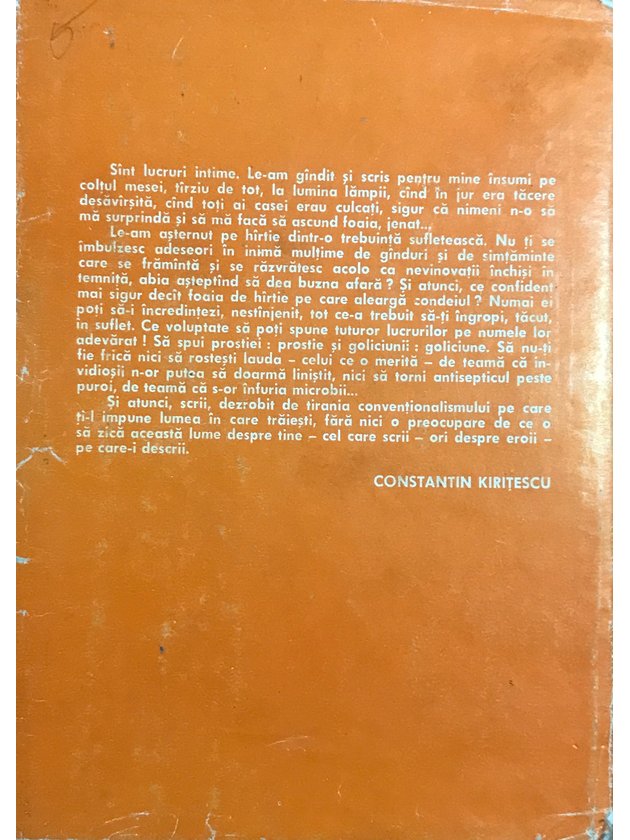 Sînt lucruri intime. Le-am gîndit și scris pentru mine însumi pe
colțul mesei, tîrziu de tot, la lumina lămpii, cînd în jur era tăcere
desăvîrșită, cînd toți ai casei erau culcați, sigur că nimeni n-o să
mă surprindă și să mă facă să ascund foaia, jenat...
Le-am așternut pe hîrtie dintr-o trebuință sufletească. Nu ți se
îmbulzesc adeseori în inimă mulțime de gînduri și de simțăminte
care se frămîntă și se răzvrătesc acolo ca nevinovații închiși în
temniță, abia așteptînd să dea buzna afară ? Și atunci, ce confident
mai sigur decît foaia de hîrtie pe care aleargă condeiul ? Numai ei
poți să-i încredințezi, nestînjenit, tot ce-a trebuit să-ți îngropi, tăcut,
în suflet. Ce voluptate să poți spune tuturor lucrurilor pe numele lor
adevărat ! Să spui prostiei : prostie și goliciunii : goliciune. Să nu-ți
fie frică nici să rostești lauda – celui ce o merită – de teamă că in-
vidioșii n-or putea să doarmă liniștit, nici să torni antisepticul peste
puroi, de teamă că s-or înfuria microbii...
Și atunci, scrii, dezrobit de tirania convenționalismului pe care
ți-l impune lumea în care trăiești, fără nici o preocupare de ce o
să zică această lume despre tine – cel care scrii – ori despre eroii –
pe care-i descrii.
CONSTANTIN KIRIȚESCU